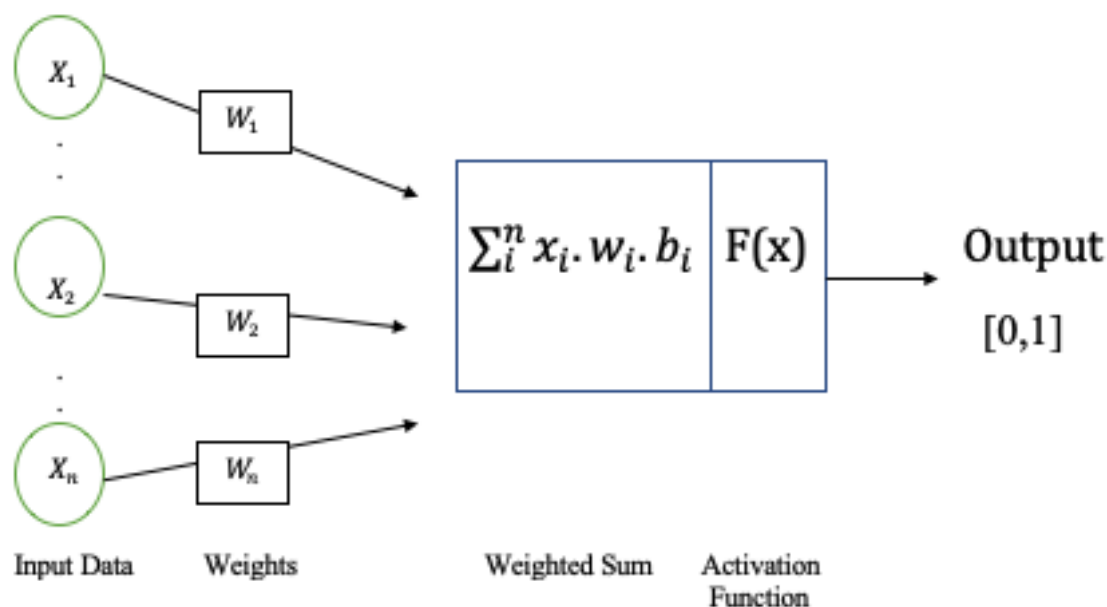 X₁
W₁
X₂
W₂
Xₙ
Wₙ
∑ᵢⁿ xᵢ. wᵢ. bᵢ
F(x)
Output
[0,1]
Input Data
Weights
Weighted Sum
Activation
Function